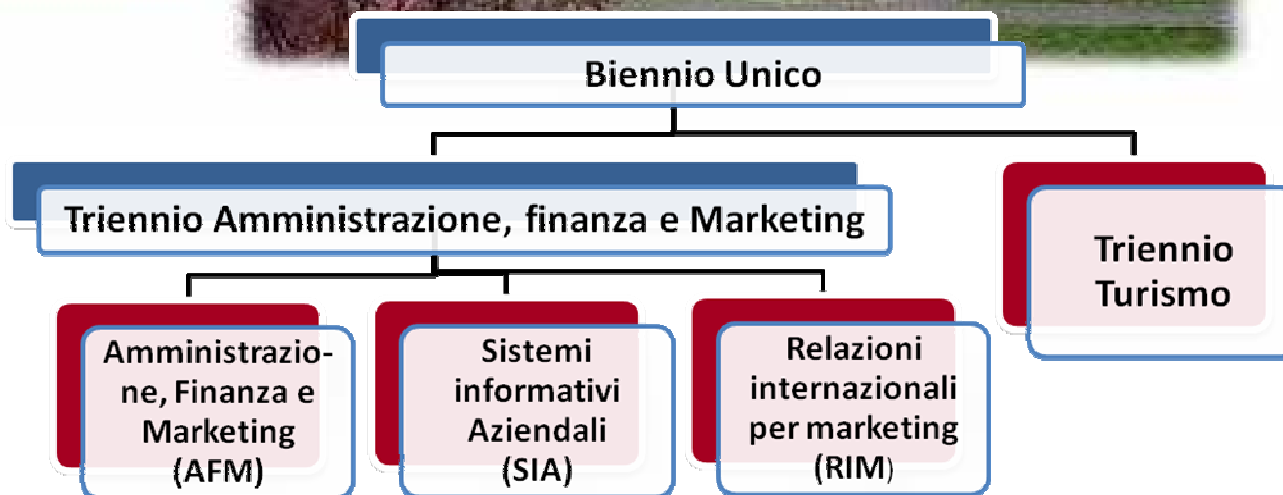 Biennio Unico
Triennio Amministrazione, finanza e Marketing
Triennio
Turismo
Amministrazio-
ne, Finanza e
Marketing
(AFM)
Sistemi
informativi
Aziendali
(SIA)
Relazioni
internazionali
per marketing
(RIM)